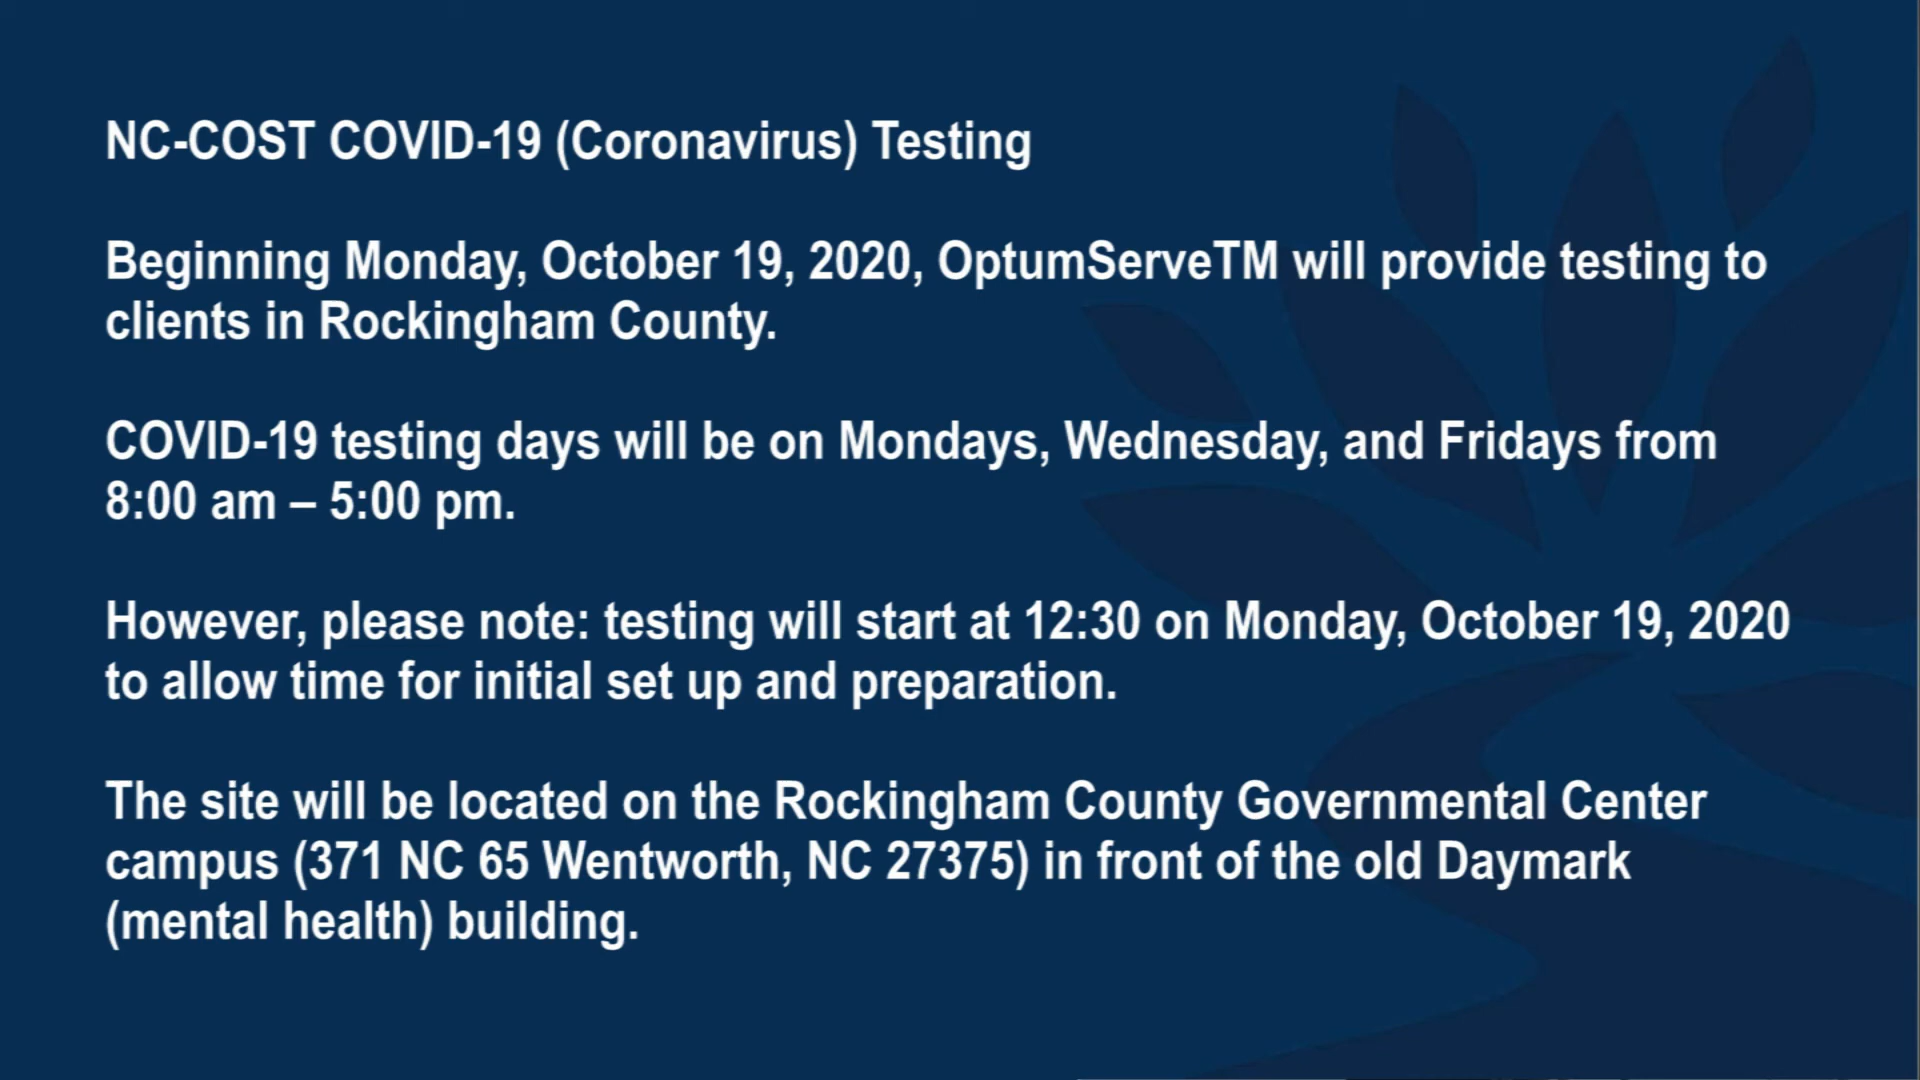 NC-COST COVID-19 (Coronavirus) Testing
Beginning Monday, October 19, 2020, OptumServeTM will provide testing to
clients in Rockingham County.
COVID-19 testing days will be on Mondays, Wednesday, and Fridays from
8:00 am – 5:00 pm.
However, please note: testing will start at 12:30 on Monday, October 19, 2020
to allow time for initial set up and preparation.
The site will be located on the Rockingham County Governmental Center
campus (371 NC 65 Wentworth, NC 27375) in front of the old Daymark
(mental health) building.